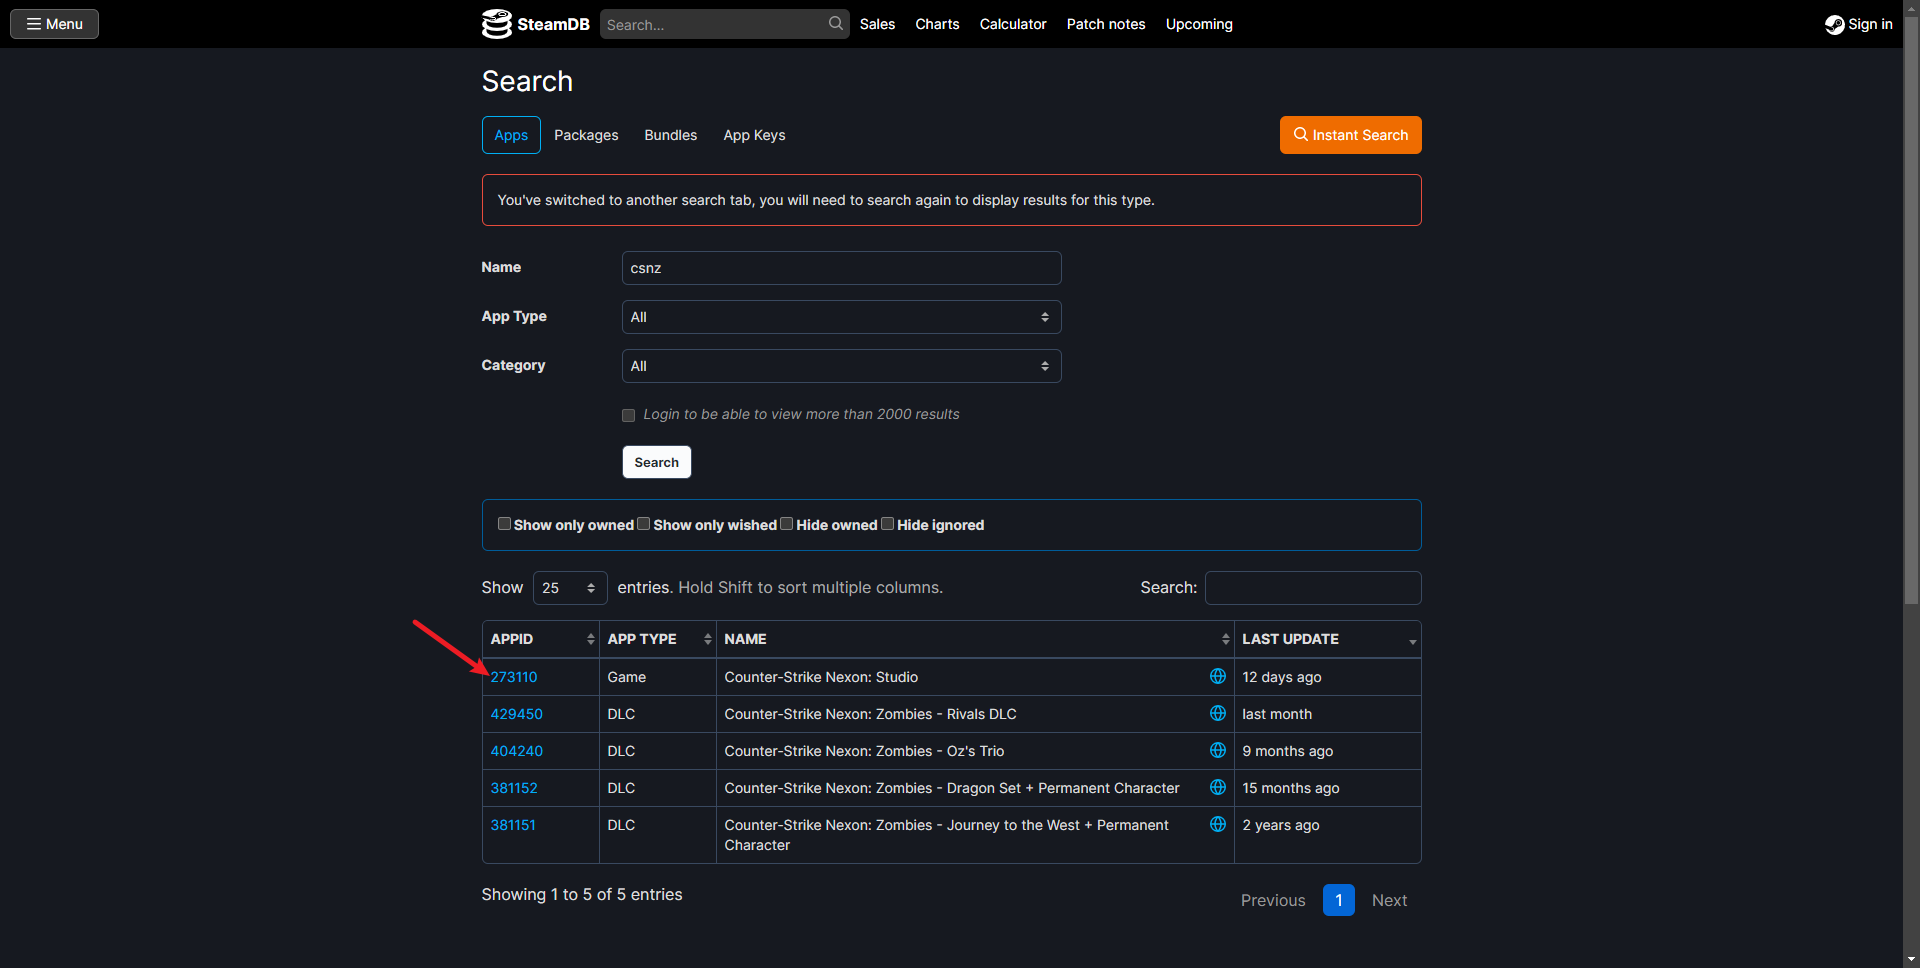 Menu SteamDB Search... Sales Charts Calculator Patch notes Upcoming Sign in
Search
Apps Packages Bundles App Keys Instant Search
You've switched to another search tab, you will need to search again to display results for this type.
Name csnz
App Type All
Category All
Login to be able to view more than 2000 results
Search
Show only owned Show only wished Hide owned Hide ignored
Show 25 entries. Hold Shift to sort multiple columns. Search:
APPID APP TYPE NAME LAST UPDATE
273110 Game Counter-Strike Nexon: Studio 12 days ago
429450 DLC Counter-Strike Nexon: Zombies - Rivals DLC last month
404240 DLC Counter-Strike Nexon: Zombies - Oz's Trio 9 months ago
381152 DLC Counter-Strike Nexon: Zombies - Dragon Set + Permanent Character 15 months ago
381151 DLC Counter-Strike Nexon: Zombies - Journey to the West + Permanent 2 years ago
Character
Showing 1 to 5 of 5 entries
Previous 1 Next